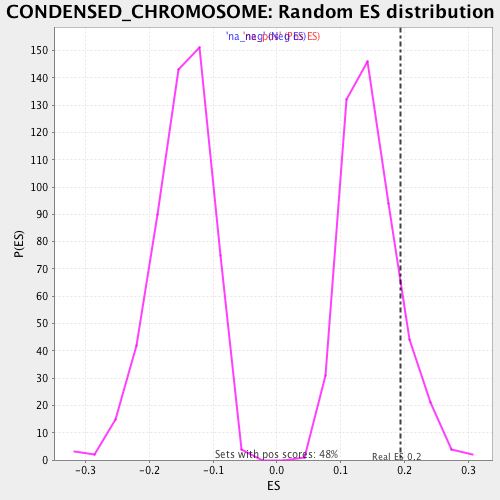 CONDENSED_CHROMOSOME: Random ES distribution
150
140
130
120
110
100
90
80
70
60
50
40
30
20
10
0
P(ES)
Sets with pos scores: 48%
Real ES 0.2
-0.3 -0.2 -0.1 0.0 0.1 0.2 0.3
ES